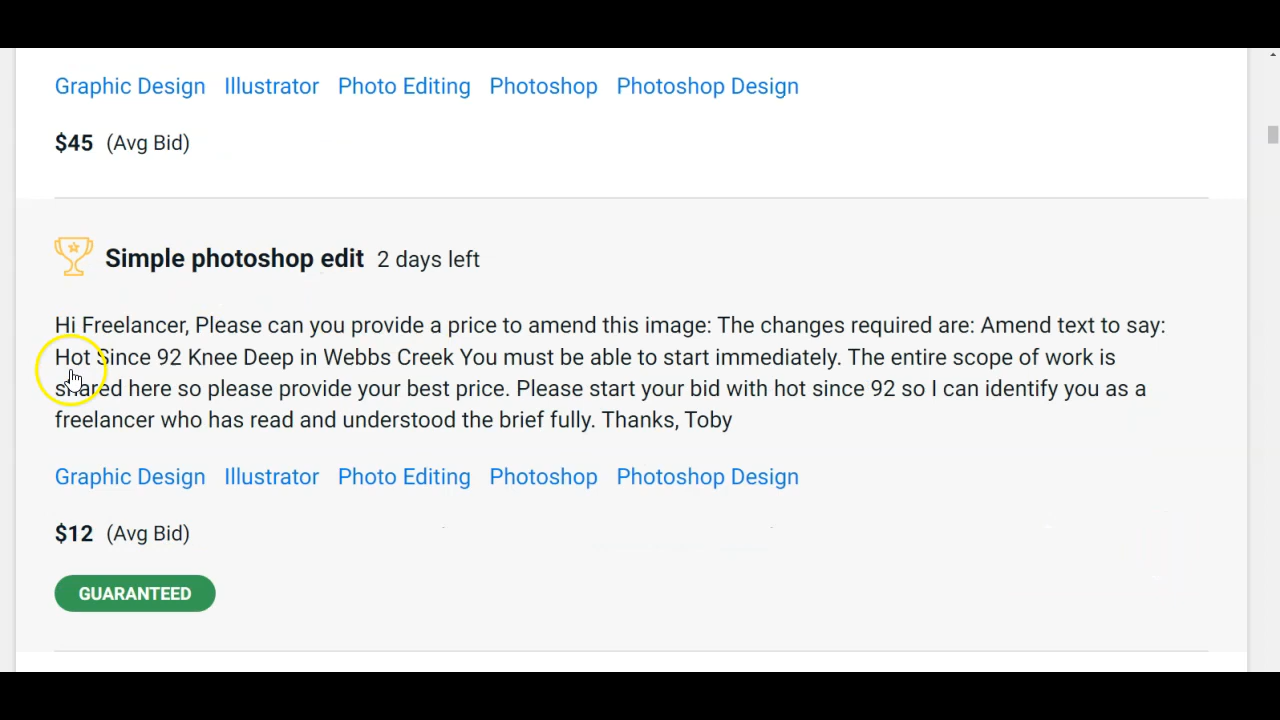 Graphic Design Illustrator Photo Editing Photoshop Photoshop Design
$45 (Avg Bid)
Simple photoshop edit 2 days left
Hi Freelancer, Please can you provide a price to amend this image: The changes required are: Amend text to say:
Hot Since 92 Knee Deep in Webbs Creek You must be able to start immediately. The entire scope of work is
shared here so please provide your best price. Please start your bid with hot since 92 so I can identify you as a
freelancer who has read and understood the brief fully. Thanks, Toby
Graphic Design Illustrator Photo Editing Photoshop Photoshop Design
$12 (Avg Bid)
GUARANTEED